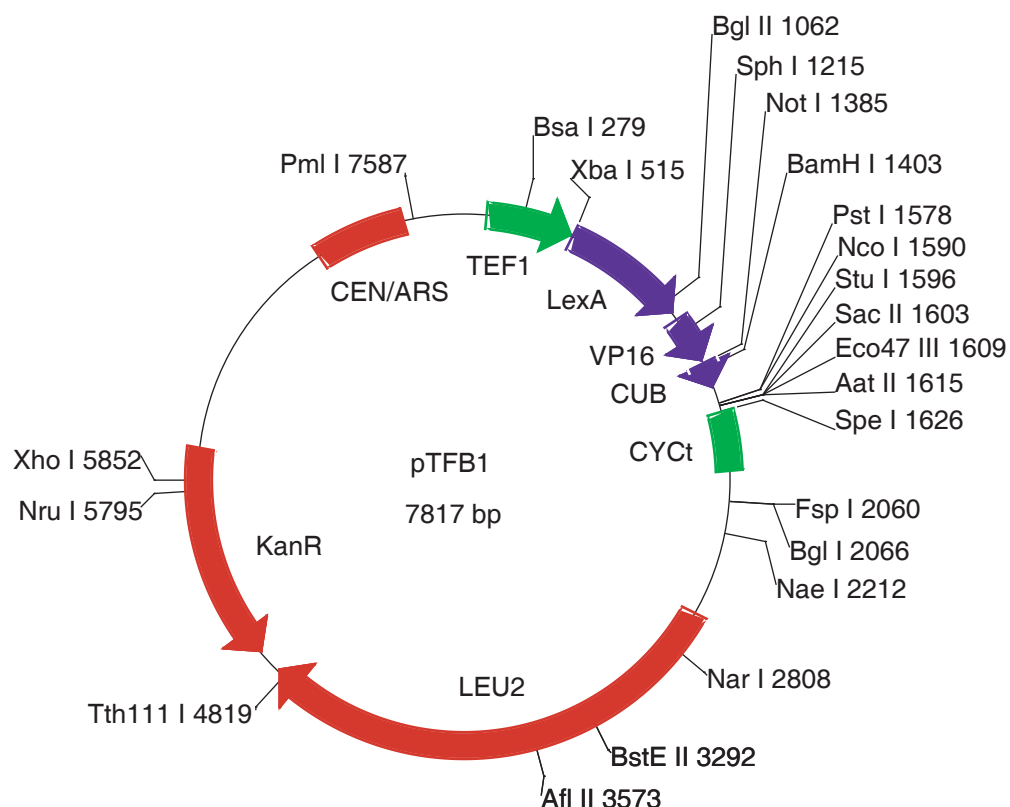 Bgl II 1062
Sph I 1215
Not I 1385
Bsa I 279
Pml I 7587
Xba I 515
BamH I 1403
Pst I 1578
Nco I 1590
Stu I 1596
Sac II 1603
Eco47 III 1609
Aat II 1615
Spe I 1626
TEF1
CEN/ARS
LexA
VP16
CUB
CYCt
pTFB1
7817 bp
Xho I 5852
Nru I 5795
KanR
Fsp I 2060
Bgl I 2066
Nae I 2212
Nar I 2808
LEU2
Tth111 I 4819
BstE II 3292
Afl II 3573